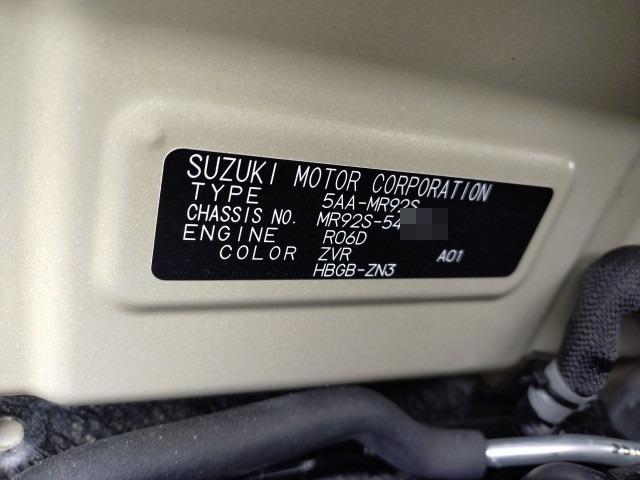 SUZUKI MOTOR CORPORATION
TYPE 5AA-MR92S
CHASSIS NO. MR92S-54
ENGINE R06D
COLOR ZVR A01
HBGB-ZN3